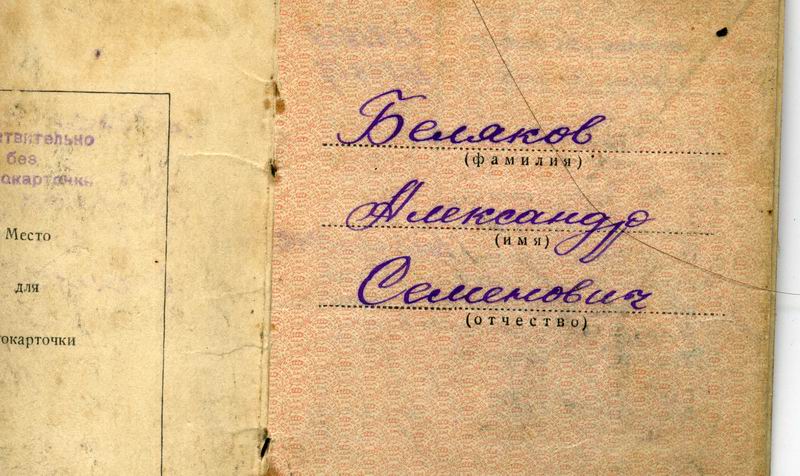 без
Место
для
Беляков
(фамилия)
Александр
(имя)
Семенович
(отчество)